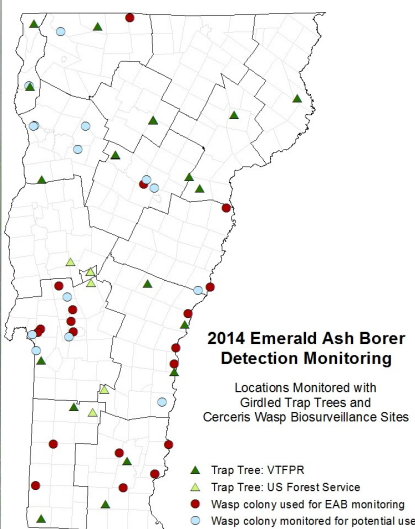 2014 Emerald Ash Borer
Detection Monitoring
Locations Monitored with
Girdled Trap Trees and
Cerceris Wasp Biosurveillance Sites
Trap Tree: VTFPR
Trap Tree: US Forest Service
Wasp colony used for EAB monitoring
Wasp colony monitored for potential use